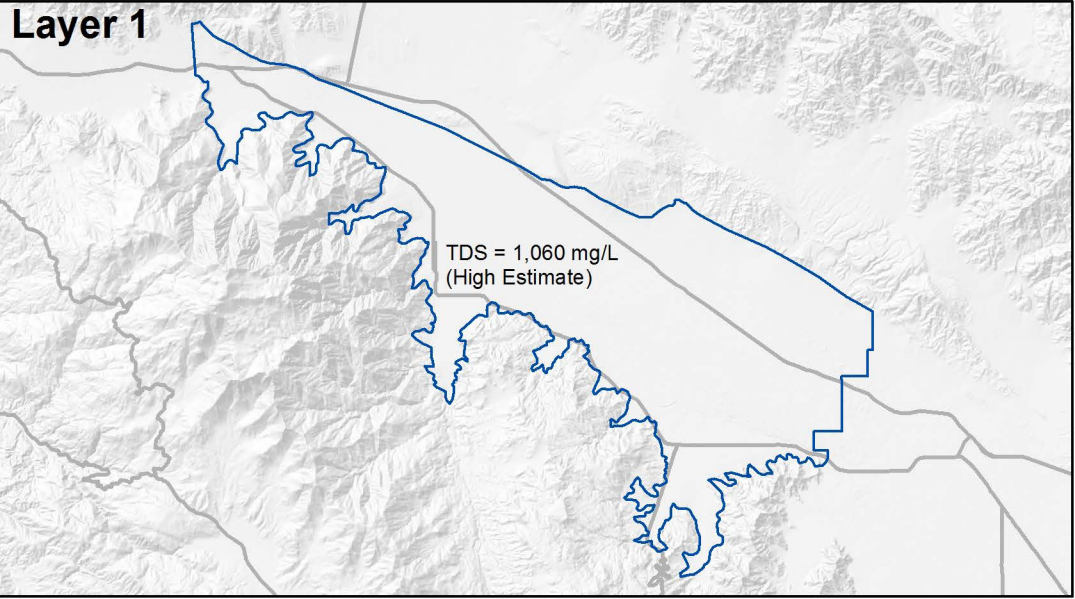 Layer 1
TDS = 1,060 mg/L
(High Estimate)